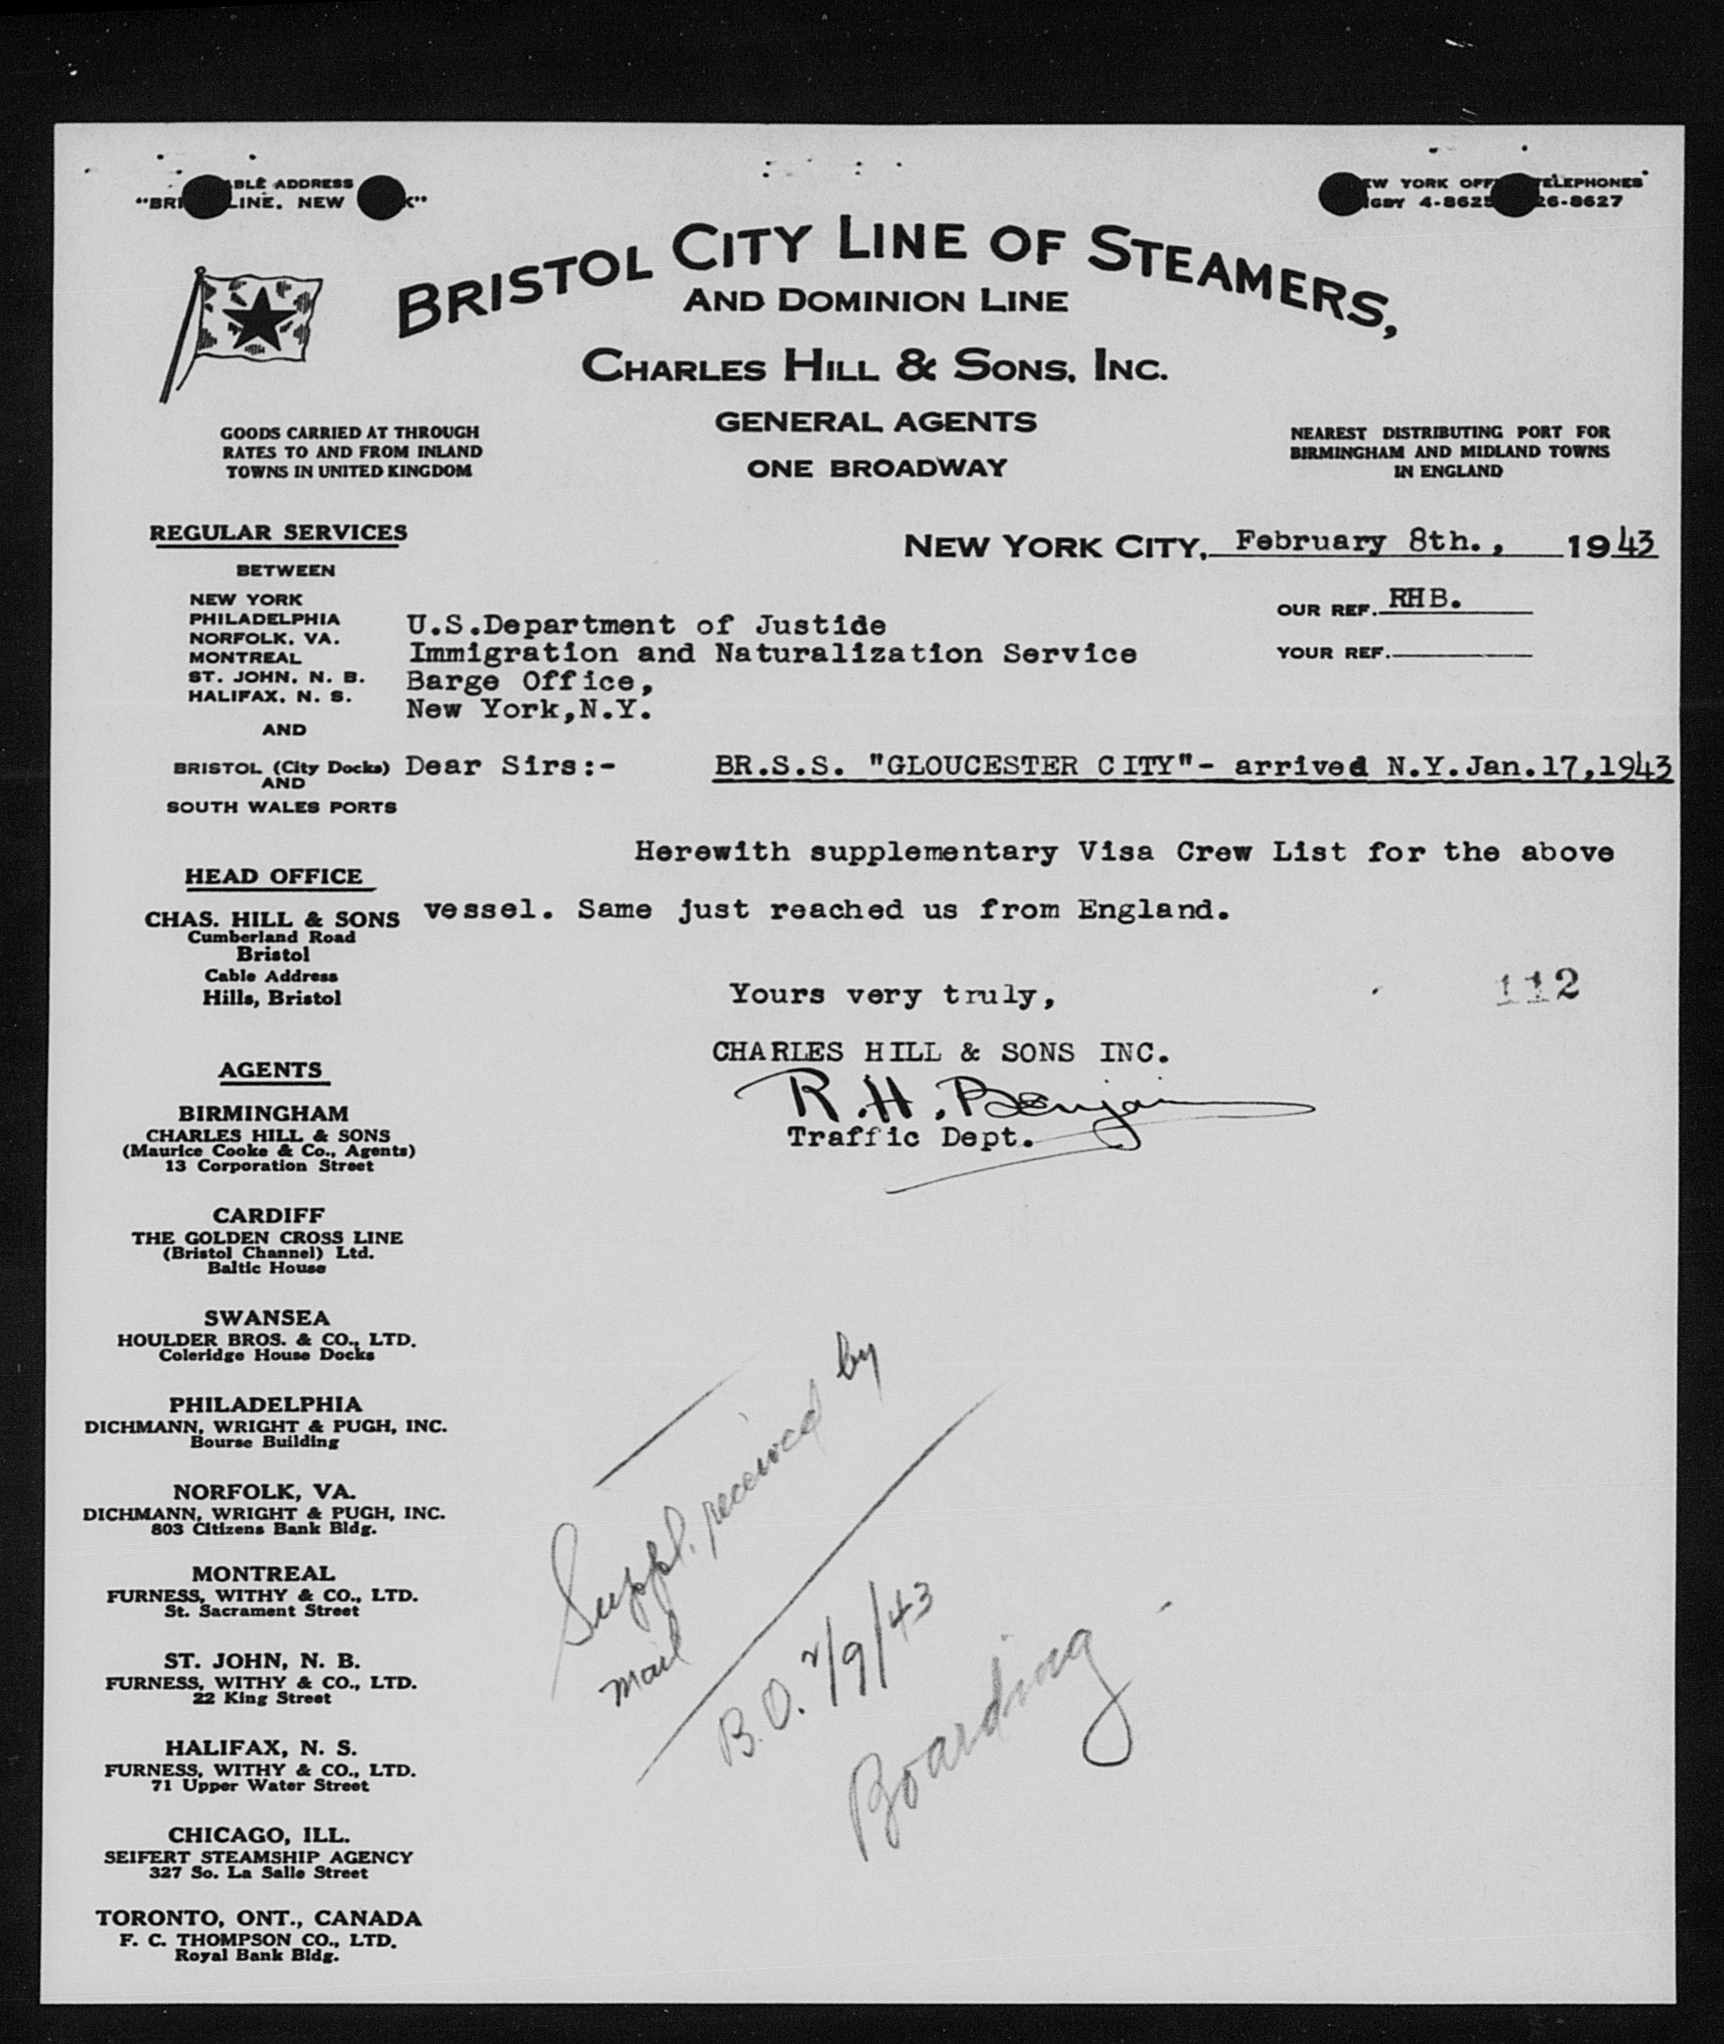 ADDRESS
LINE, NEW
BRISTOL CITY LINE OF STEAMERS,
AND DOMINION LINE
CHARLES HILL & SONS, INC.
GENERAL AGENTS
ONE BROADWAY
GOODS CARRIED AT THROUGH
RATES TO AND FROM INLAND
TOWNS IN UNITED KINGDOM
NEAREST DISTRIBUTING PORT FOR
BIRMINGHAM AND MIDLAND TOWNS
IN ENGLAND
NEW YORK CITY, February 8th., 1943
OUR REF. RHB.
YOUR REF.
REGULAR SERVICES
BETWEEN
NEW YORK
PHILADELPHIA
NORFOLK, VA.
MONTREAL
ST. JOHN, N. B.
HALIFAX, N. S.
AND
BRISTOL (City Docks)
AND
SOUTH WALES PORTS
HEAD OFFICE
CHAS. HILL & SONS
Cumberland Road
Bristol
Cable Address
Hills, Bristol
AGENTS
BIRMINGHAM
CHARLES HILL & SONS
(Maurice Cooke & Co., Agents)
13 Corporation Street
CARDIFF
THE GOLDEN CROSS LINE
(Bristol Channel) Ltd.
Baltic House
SWANSEA
HOULDER BROS. & CO., LTD.
Coleridge House Docks
PHILADELPHIA
DICHMANN, WRIGHT & PUGH, INC.
Bourse Building
NORFOLK, VA.
DICHMANN, WRIGHT & PUGH, INC.
803 Citizens Bank Bldg.
MONTREAL
FURNESS, WITHY & CO., LTD.
St. Sacrament Street
ST. JOHN, N. B.
FURNESS, WITHY & CO., LTD.
22 King Street
HALIFAX, N. S.
FURNESS, WITHY & CO., LTD.
71 Upper Water Street
CHICAGO, ILL.
SEIFERT STEAMSHIP AGENCY
327 So. La Salle Street
TORONTO, ONT., CANADA
F. C. THOMPSON CO., LTD.
Royal Bank Bldg.
U.S.Department of Justide
Immigration and Naturalization Service
Barge Office,
New York,N.Y.
Dear Sirs:- BR.S.S. "GLOUCESTER CITY"- arrived N.Y.Jan.17,1943
Herewith supplementary Visa Crew List for the above
vessel. Same just reached us from England.
Yours very truly,
112
CHARLES HILL & SONS INC.
R.H. Benjamin
Traffic Dept.
Suppl. received by
mail
B.O. 2/9/43
Boarding